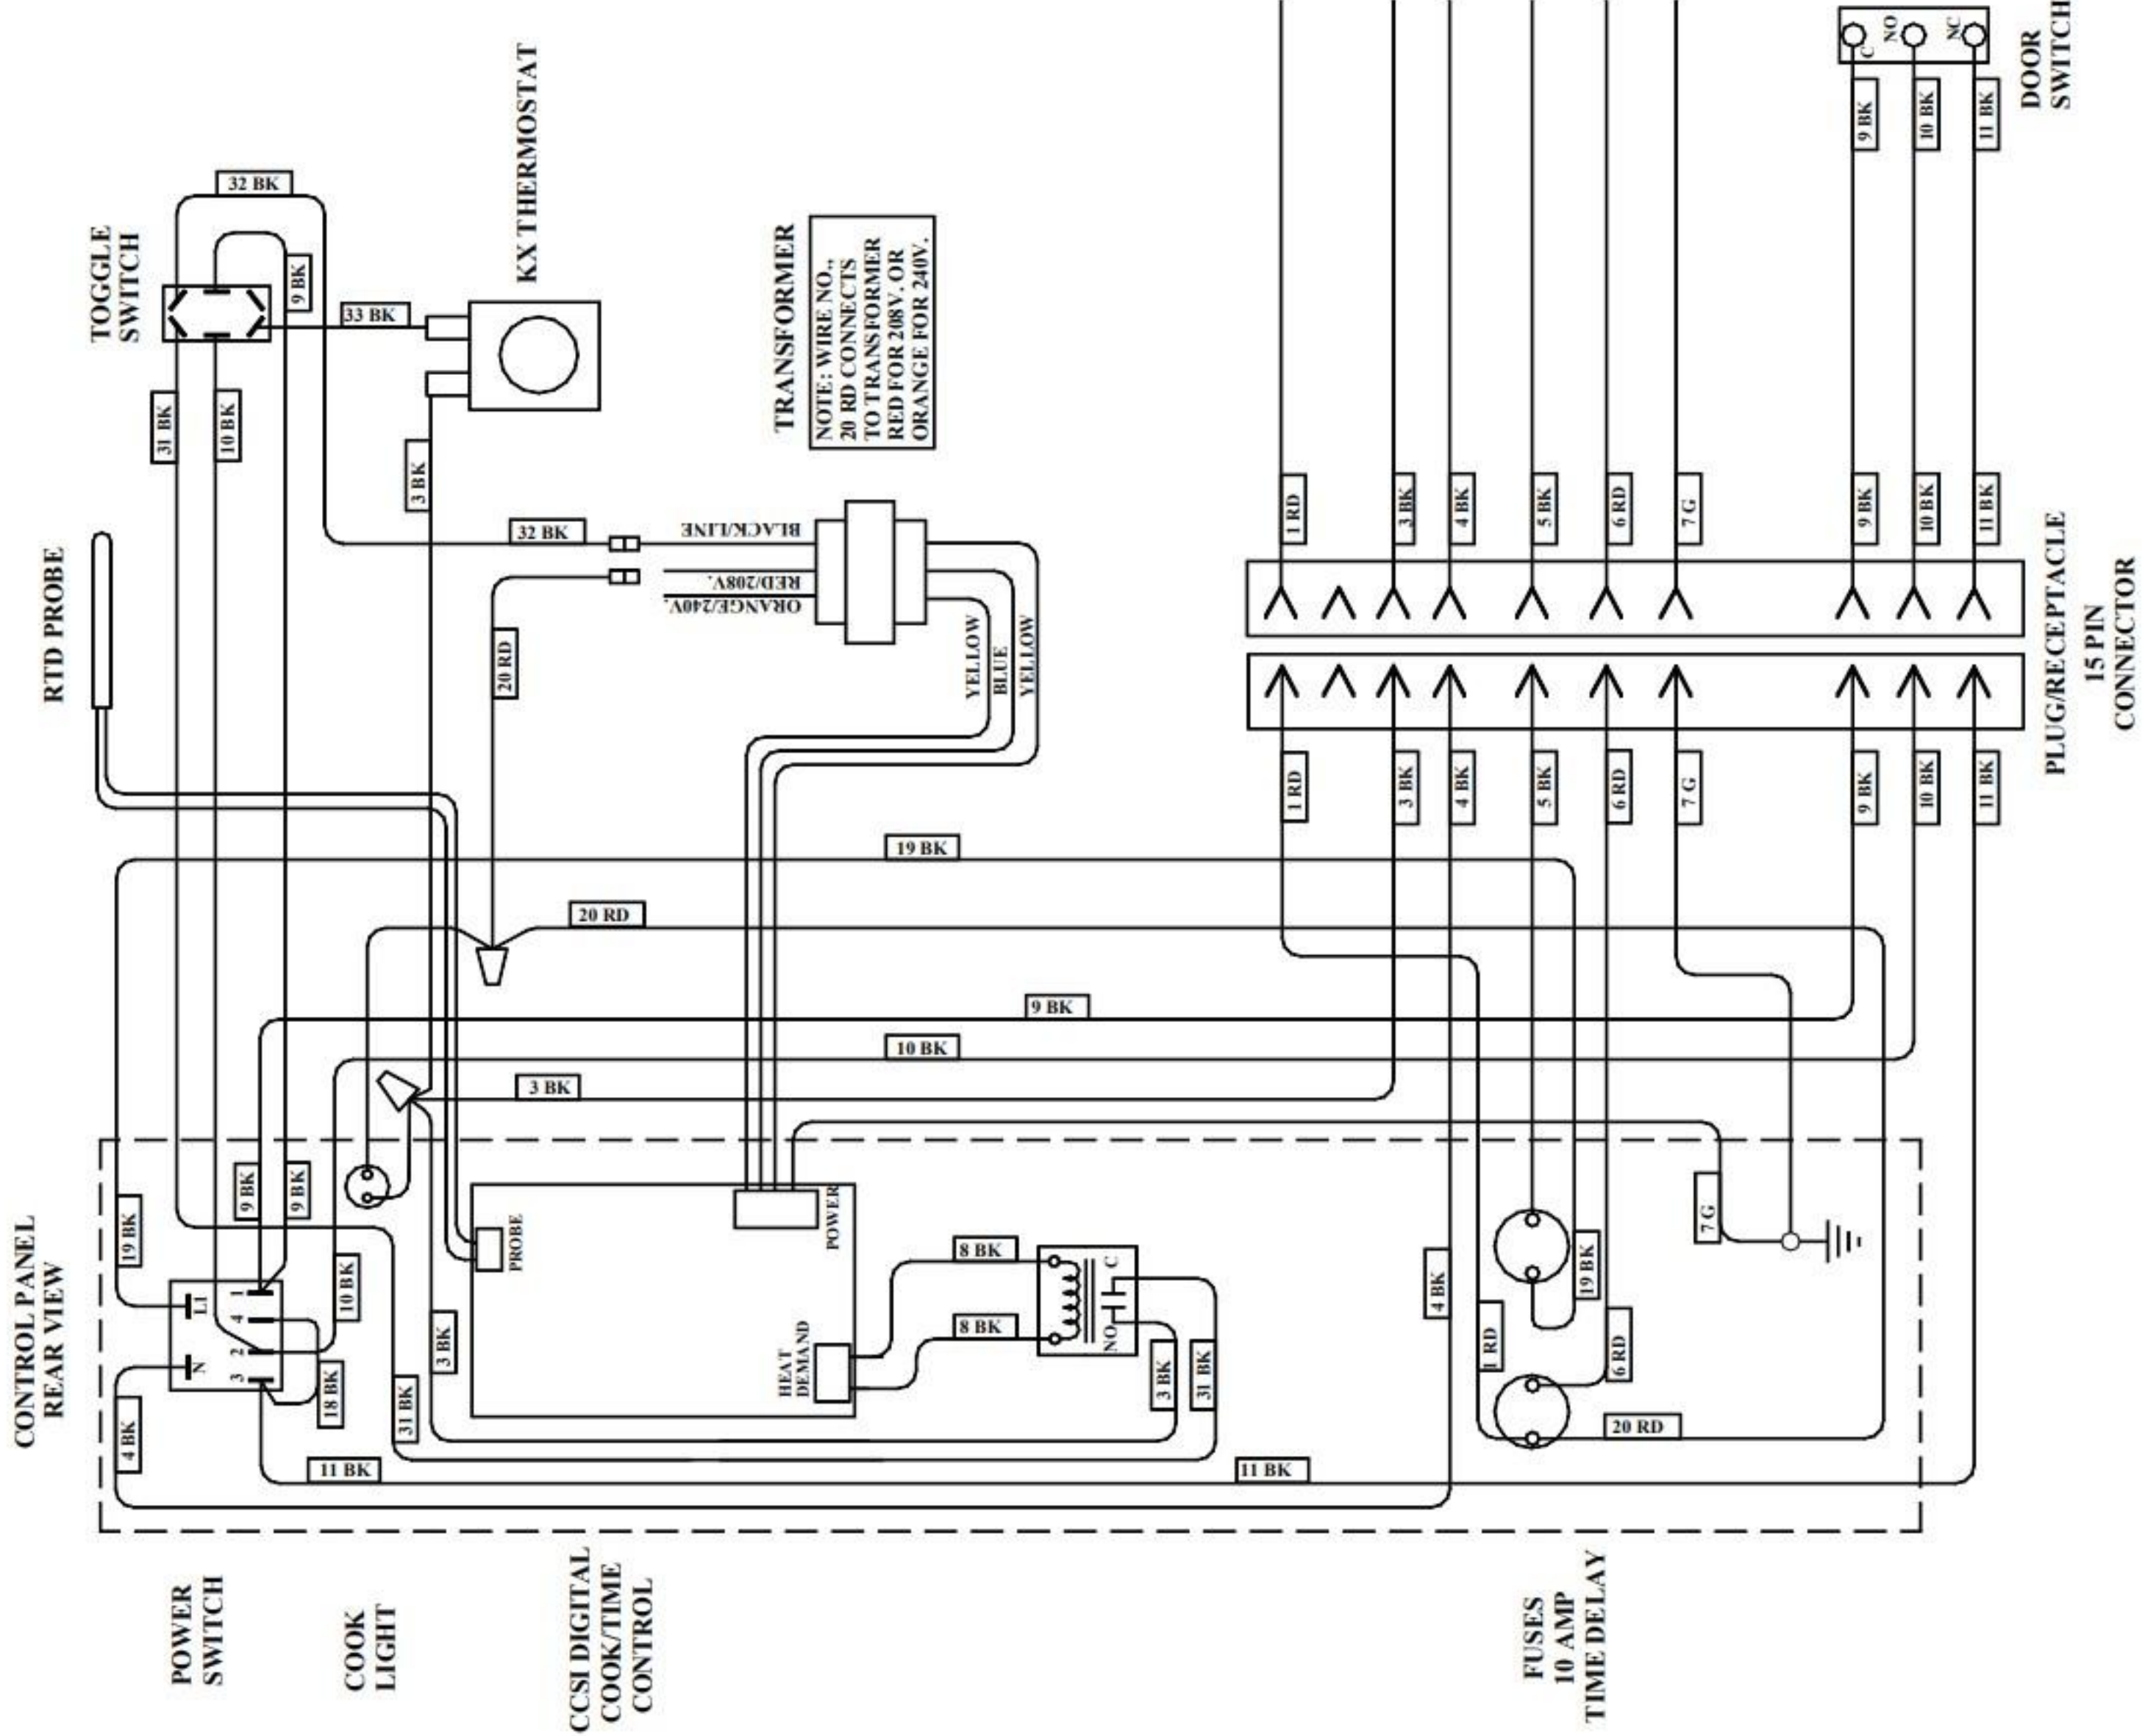 32 BK
TOGGLE
SWITCH
KX THERMOSTAT
9 BK
33 BK
31 BK
10 BK
3 BK
RTD PROBE
TRANSFORMER
NOTE: WIRE NO.,
20 RD CONNECTS
TO TRANSFORMER
RED FOR 208V. OR
ORANGE FOR 240V.
32 BK
BLACK/LINE
RED/208V.
ORANGE/240V.
20 RD
YELLOW
BLUE
YELLOW
C
NO
NC
DOOR
SWITCH
9 BK
10 BK
11 BK
1 RD
3 BK
4 BK
5 BK
6 RD
7 G
9 BK
10 BK
11 BK
PLUG/RECEPTACLE
15 PIN
CONNECTOR
1 RD
3 BK
4 BK
5 BK
6 RD
7 G
9 BK
10 BK
11 BK
19 BK
20 RD
9 BK
10 BK
3 BK
CONTROL PANEL
REAR VIEW
19 BK
9 BK
9 BK
10 BK
L1
N
1
4
2
3
18 BK
4 BK
31 BK
3 BK
11 BK
PROBE
POWER
HEAT
DEMAND
8 BK
8 BK
C
NO
3 BK
31 BK
11 BK
4 BK
1 RD
19 BK
6 RD
20 RD
7 G
POWER
SWITCH
COOK
LIGHT
CCSI DIGITAL
COOK/TIME
CONTROL
FUSES
10 AMP
TIME DELAY